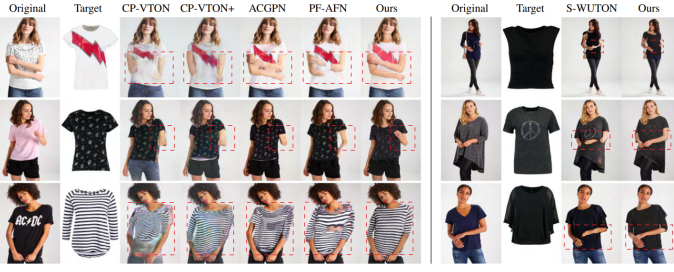 Original Target CP-VTON CP-VTON+ ACGPN PF-AFN Ours Original Target S-WUTON Ours
AC DC